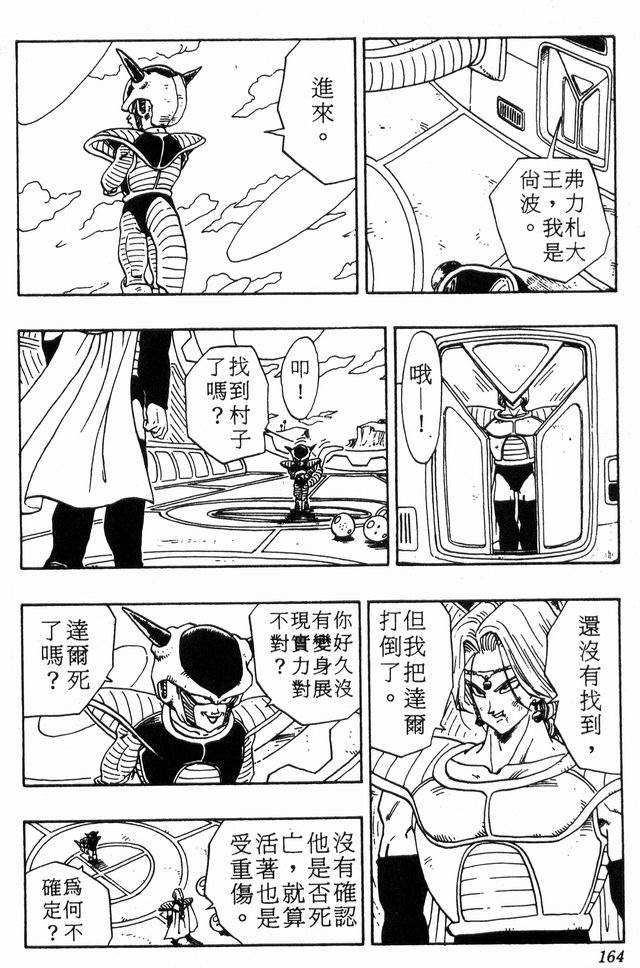 弗力札大
王，我是
尙波。
進來。
哦—！
叩！
找到村子
了嗎？
還沒有找到，
但我把達爾
打倒了。
你好久沒
有變身展
現實力對
不對？
達爾死
了嗎？
沒有確認
他是否死
亡，就算
活著也是
受重傷。
爲何不
確定？
164